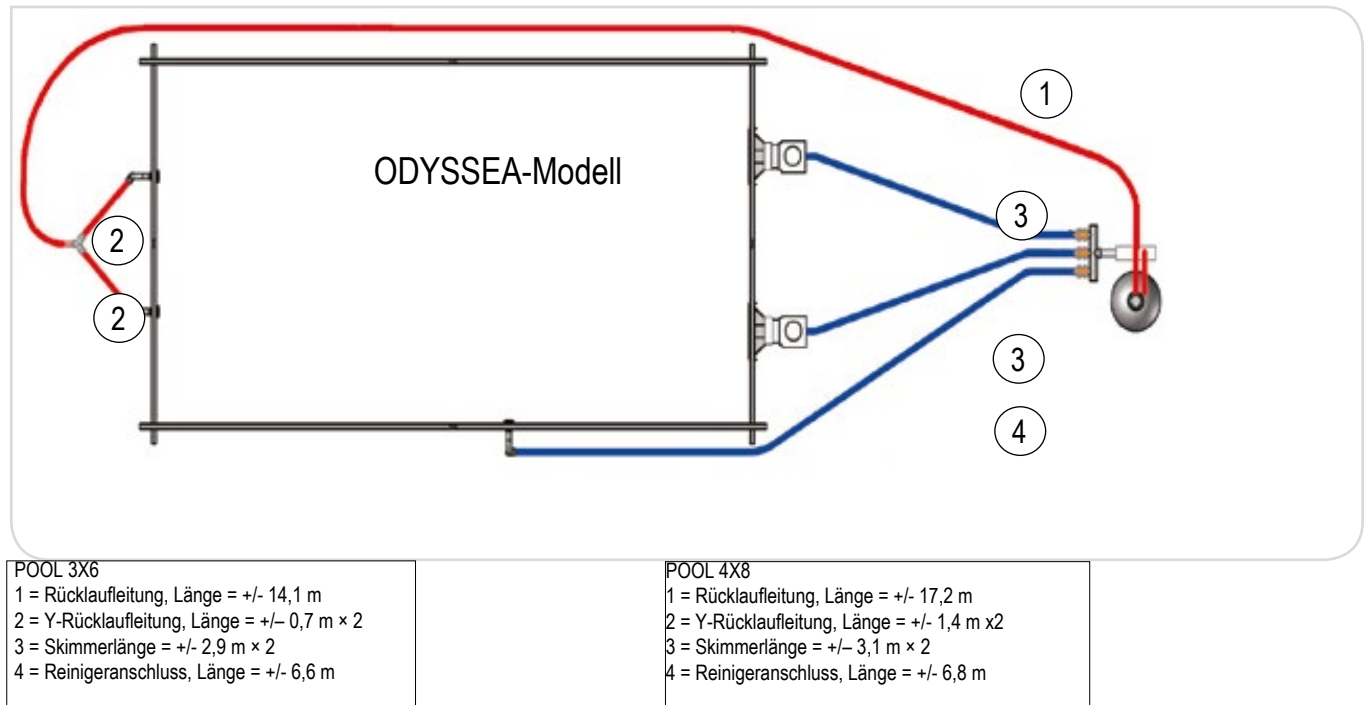 1
ODYSSEA-Modell
3
2
2
3
4
POOL 3X6
1 = Rücklaufleitung, Länge = +/- 14,1 m
2 = Y-Rücklaufleitung, Länge = +/– 0,7 m × 2
3 = Skimmerlänge = +/- 2,9 m × 2
4 = Reinigeranschluss, Länge = +/- 6,6 m
POOL 4X8
1 = Rücklaufleitung, Länge = +/- 17,2 m
2 = Y-Rücklaufleitung, Länge = +/- 1,4 m x2
3 = Skimmerlänge = +/– 3,1 m × 2
4 = Reinigeranschluss, Länge = +/- 6,8 m